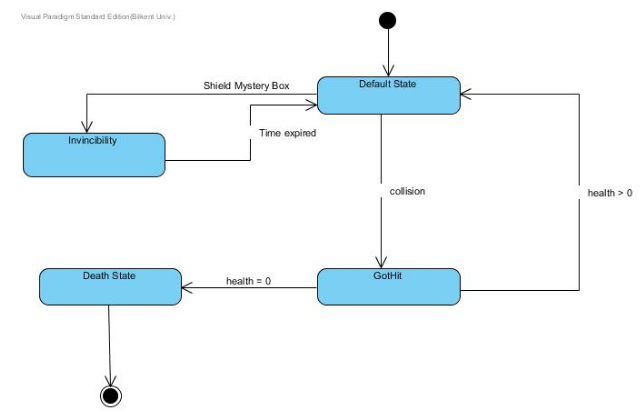 Visual Paradigm Standard Edition(Bilkent Univ.)
Default State
Shield Mystery Box
Time expired
Invincibility
collision
health > 0
Death State
health = 0
GotHit